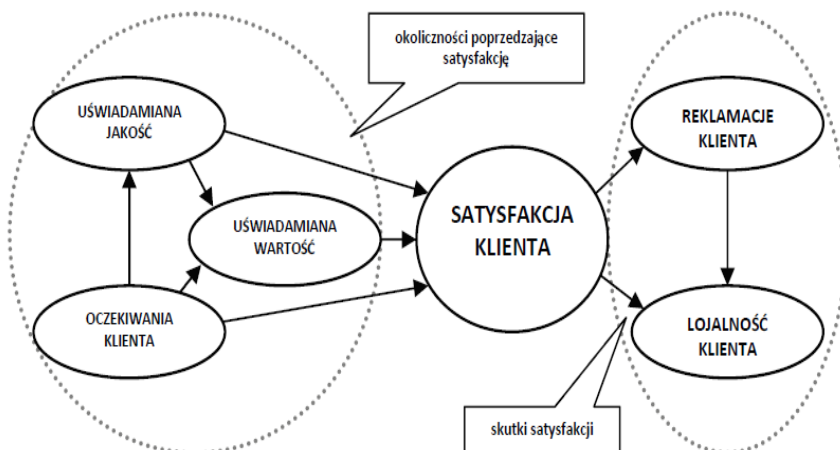 okoliczności poprzedzające
satysfakcję
UŚWIADAMIANA
JAKOŚĆ
REKLAMACJE
KLIENTA
UŚWIADAMIANA
WARTOŚĆ
SATYSFAKCJA
KLIENTA
OCZEKIWANIA
KLIENTA
LOJALNOŚĆ
KLIENTA
skutki satysfakcji